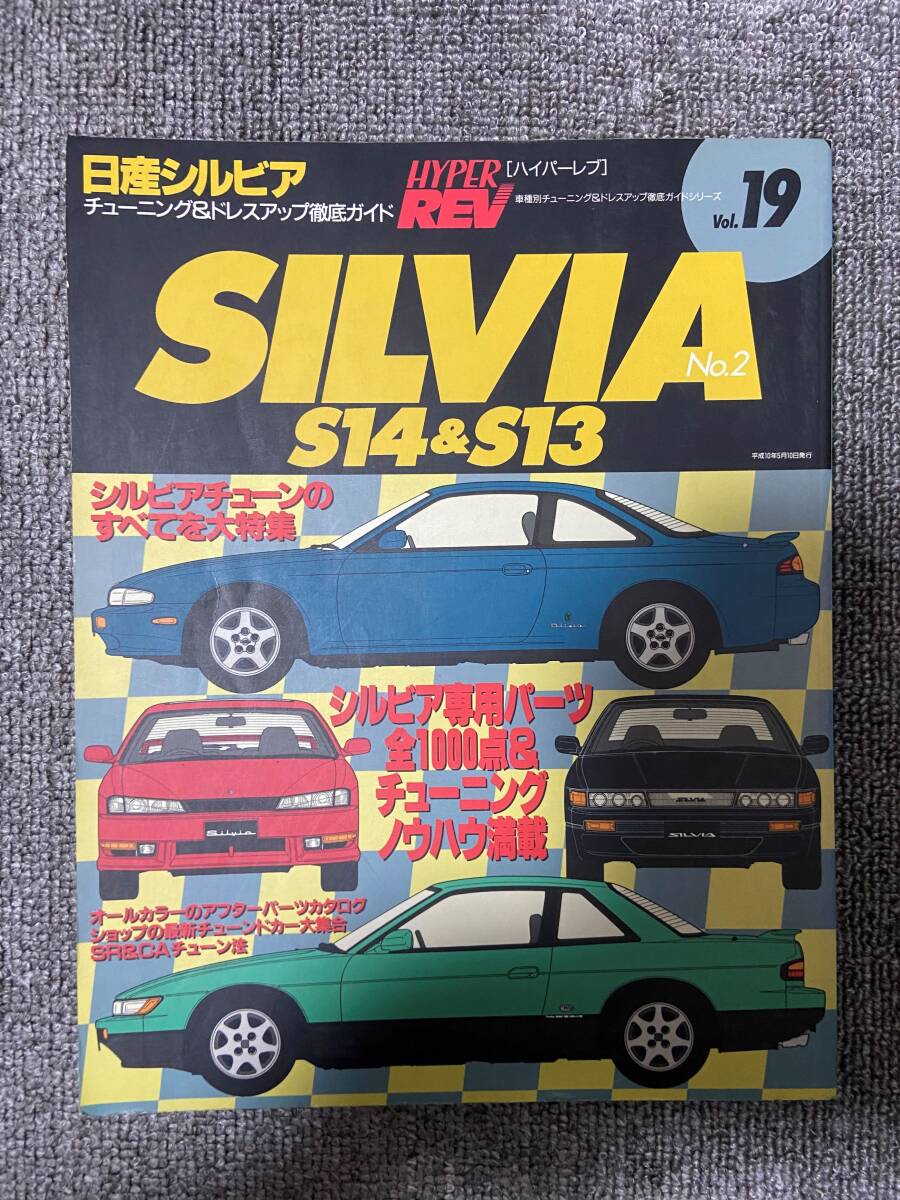 日産シルビア
チューニング&ドレスアップ徹底ガイド
HYPER
REV
[ハイパーレブ]
車種別チューニング&ドレスアップ徹底ガイドシリーズ
Vol. 19
SILVIA
No.2
S14&S13
平成10年5月10日発行
シルビアチューンの
すべてを大特集
Silvia
シルビア専用パーツ
全1000点&
チューニング
ノウハウ満載
Silvia
SILVIA
SILVIA
オールカラーのアフターパーツカタログ
ショップの最新チューンドカー大集合
SR&CAチューン法